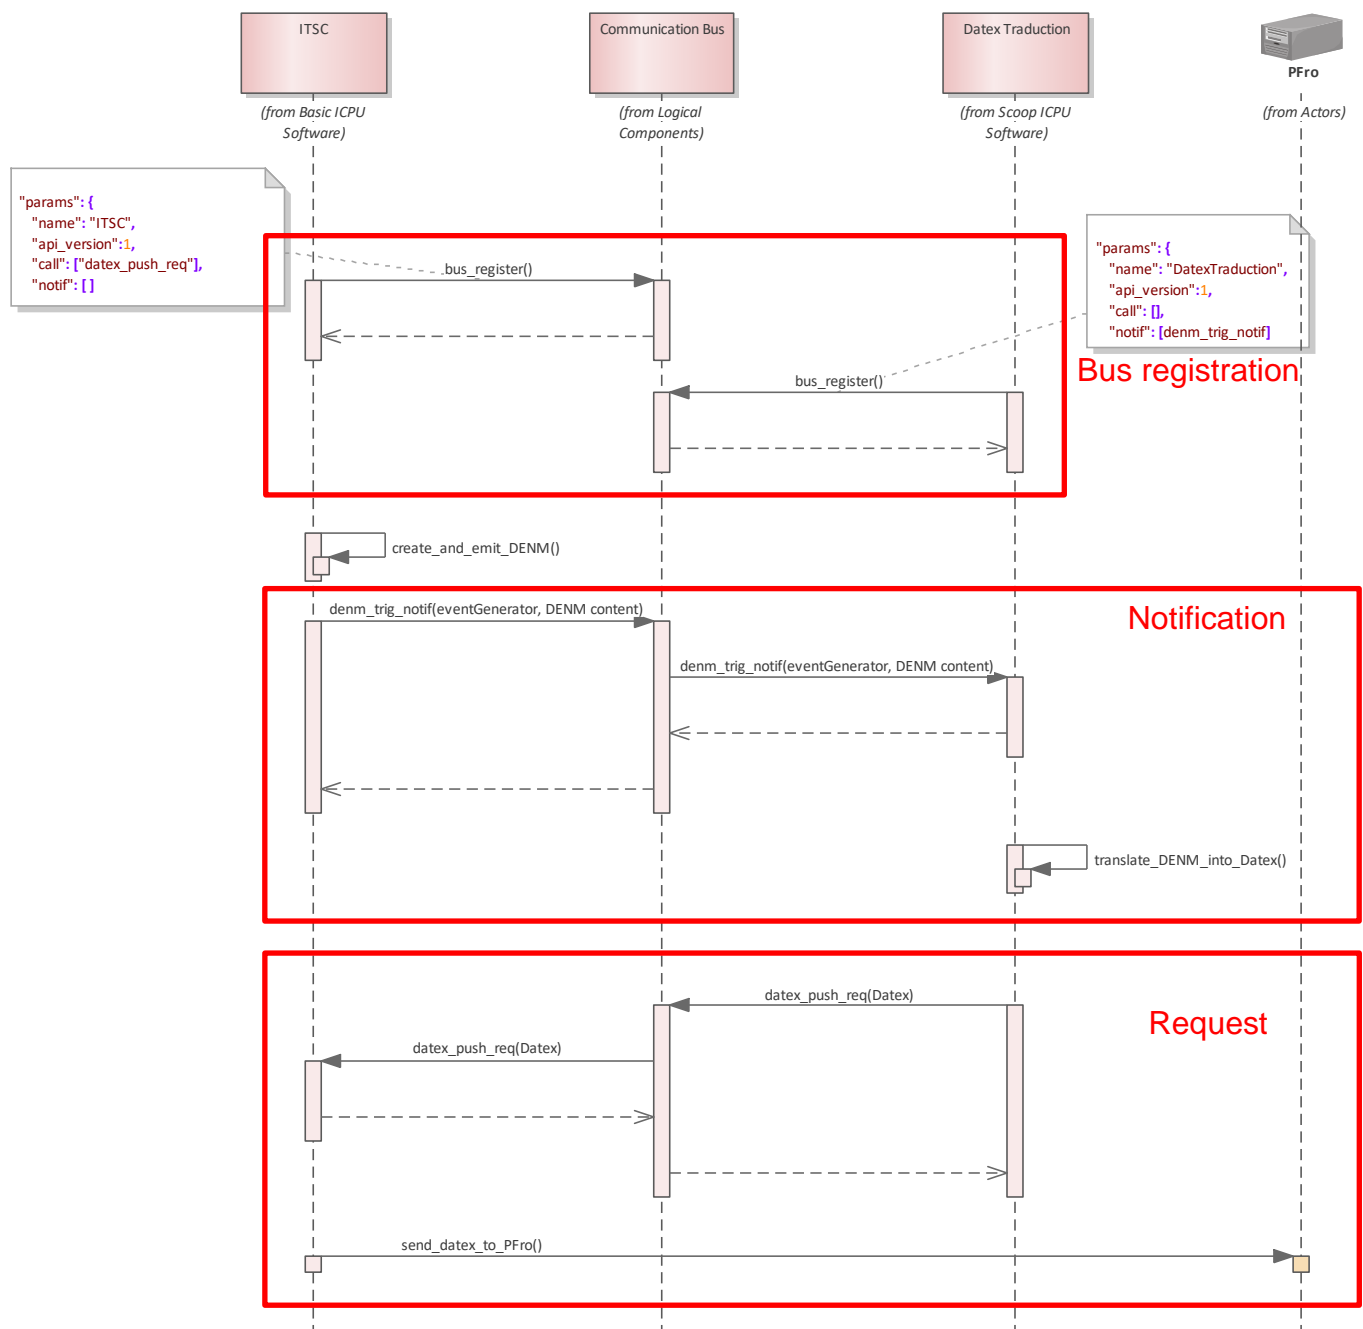 ITSC
Communication Bus
Datex Traduction
PFro
(from Basic ICPU
Software)
(from Logical
Components)
(from Scoop ICPU
Software)
(from Actors)
"params": {
"name": "ITSC",
"api_version":1,
"call": ["datex_push_req"],
"notif": [ ]
"params": {
"name": "DatexTraduction",
"api_version":1,
"call": [],
"notif": [denm_trig_notif]
bus_register()
Bus registration
bus_register()
create_and_emit_DENM()
denm_trig_notif(eventGenerator, DENM content)
Notification
denm_trig_notif(eventGenerator, DENM content)
translate_DENM_into_Datex()
datex_push_req(Datex)
Request
datex_push_req(Datex)
send_datex_to_PFro()